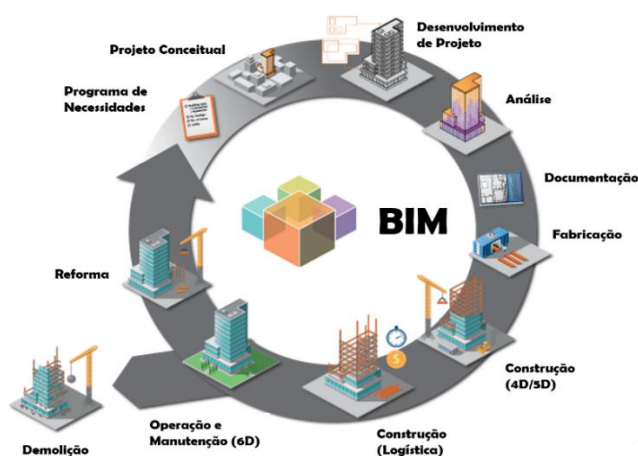 Programa de
Necessidades
Projeto Conceitual
Desenvolvimento
de Projeto
Análise
Documentação
Fabricação
Construção
(4D/5D)
Construção
(Logística)
Operação e
Manutenção (6D)
Demolição
Reforma
BIM